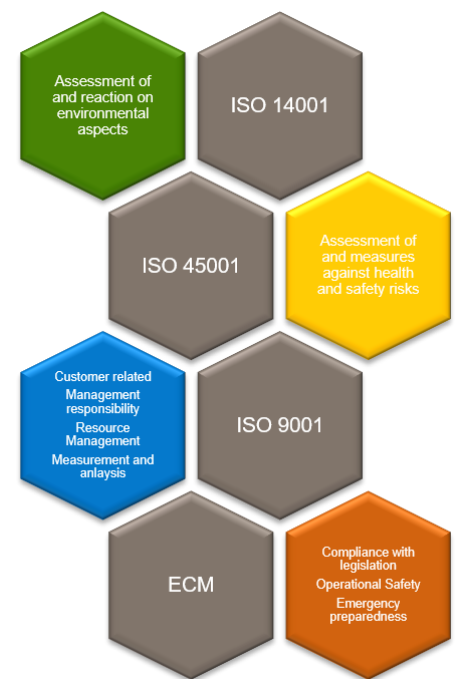 Assessment of
and reaction on
environmental
aspects
ISO 14001
ISO 45001
Assessment of
and measures
against health
and safety risks
Customer related
Management
responsibility
Resource
Management
Measurement and
anlaysis
ISO 9001
ECM
Compliance with
legislation
Operational Safety
Emergency
preparedness